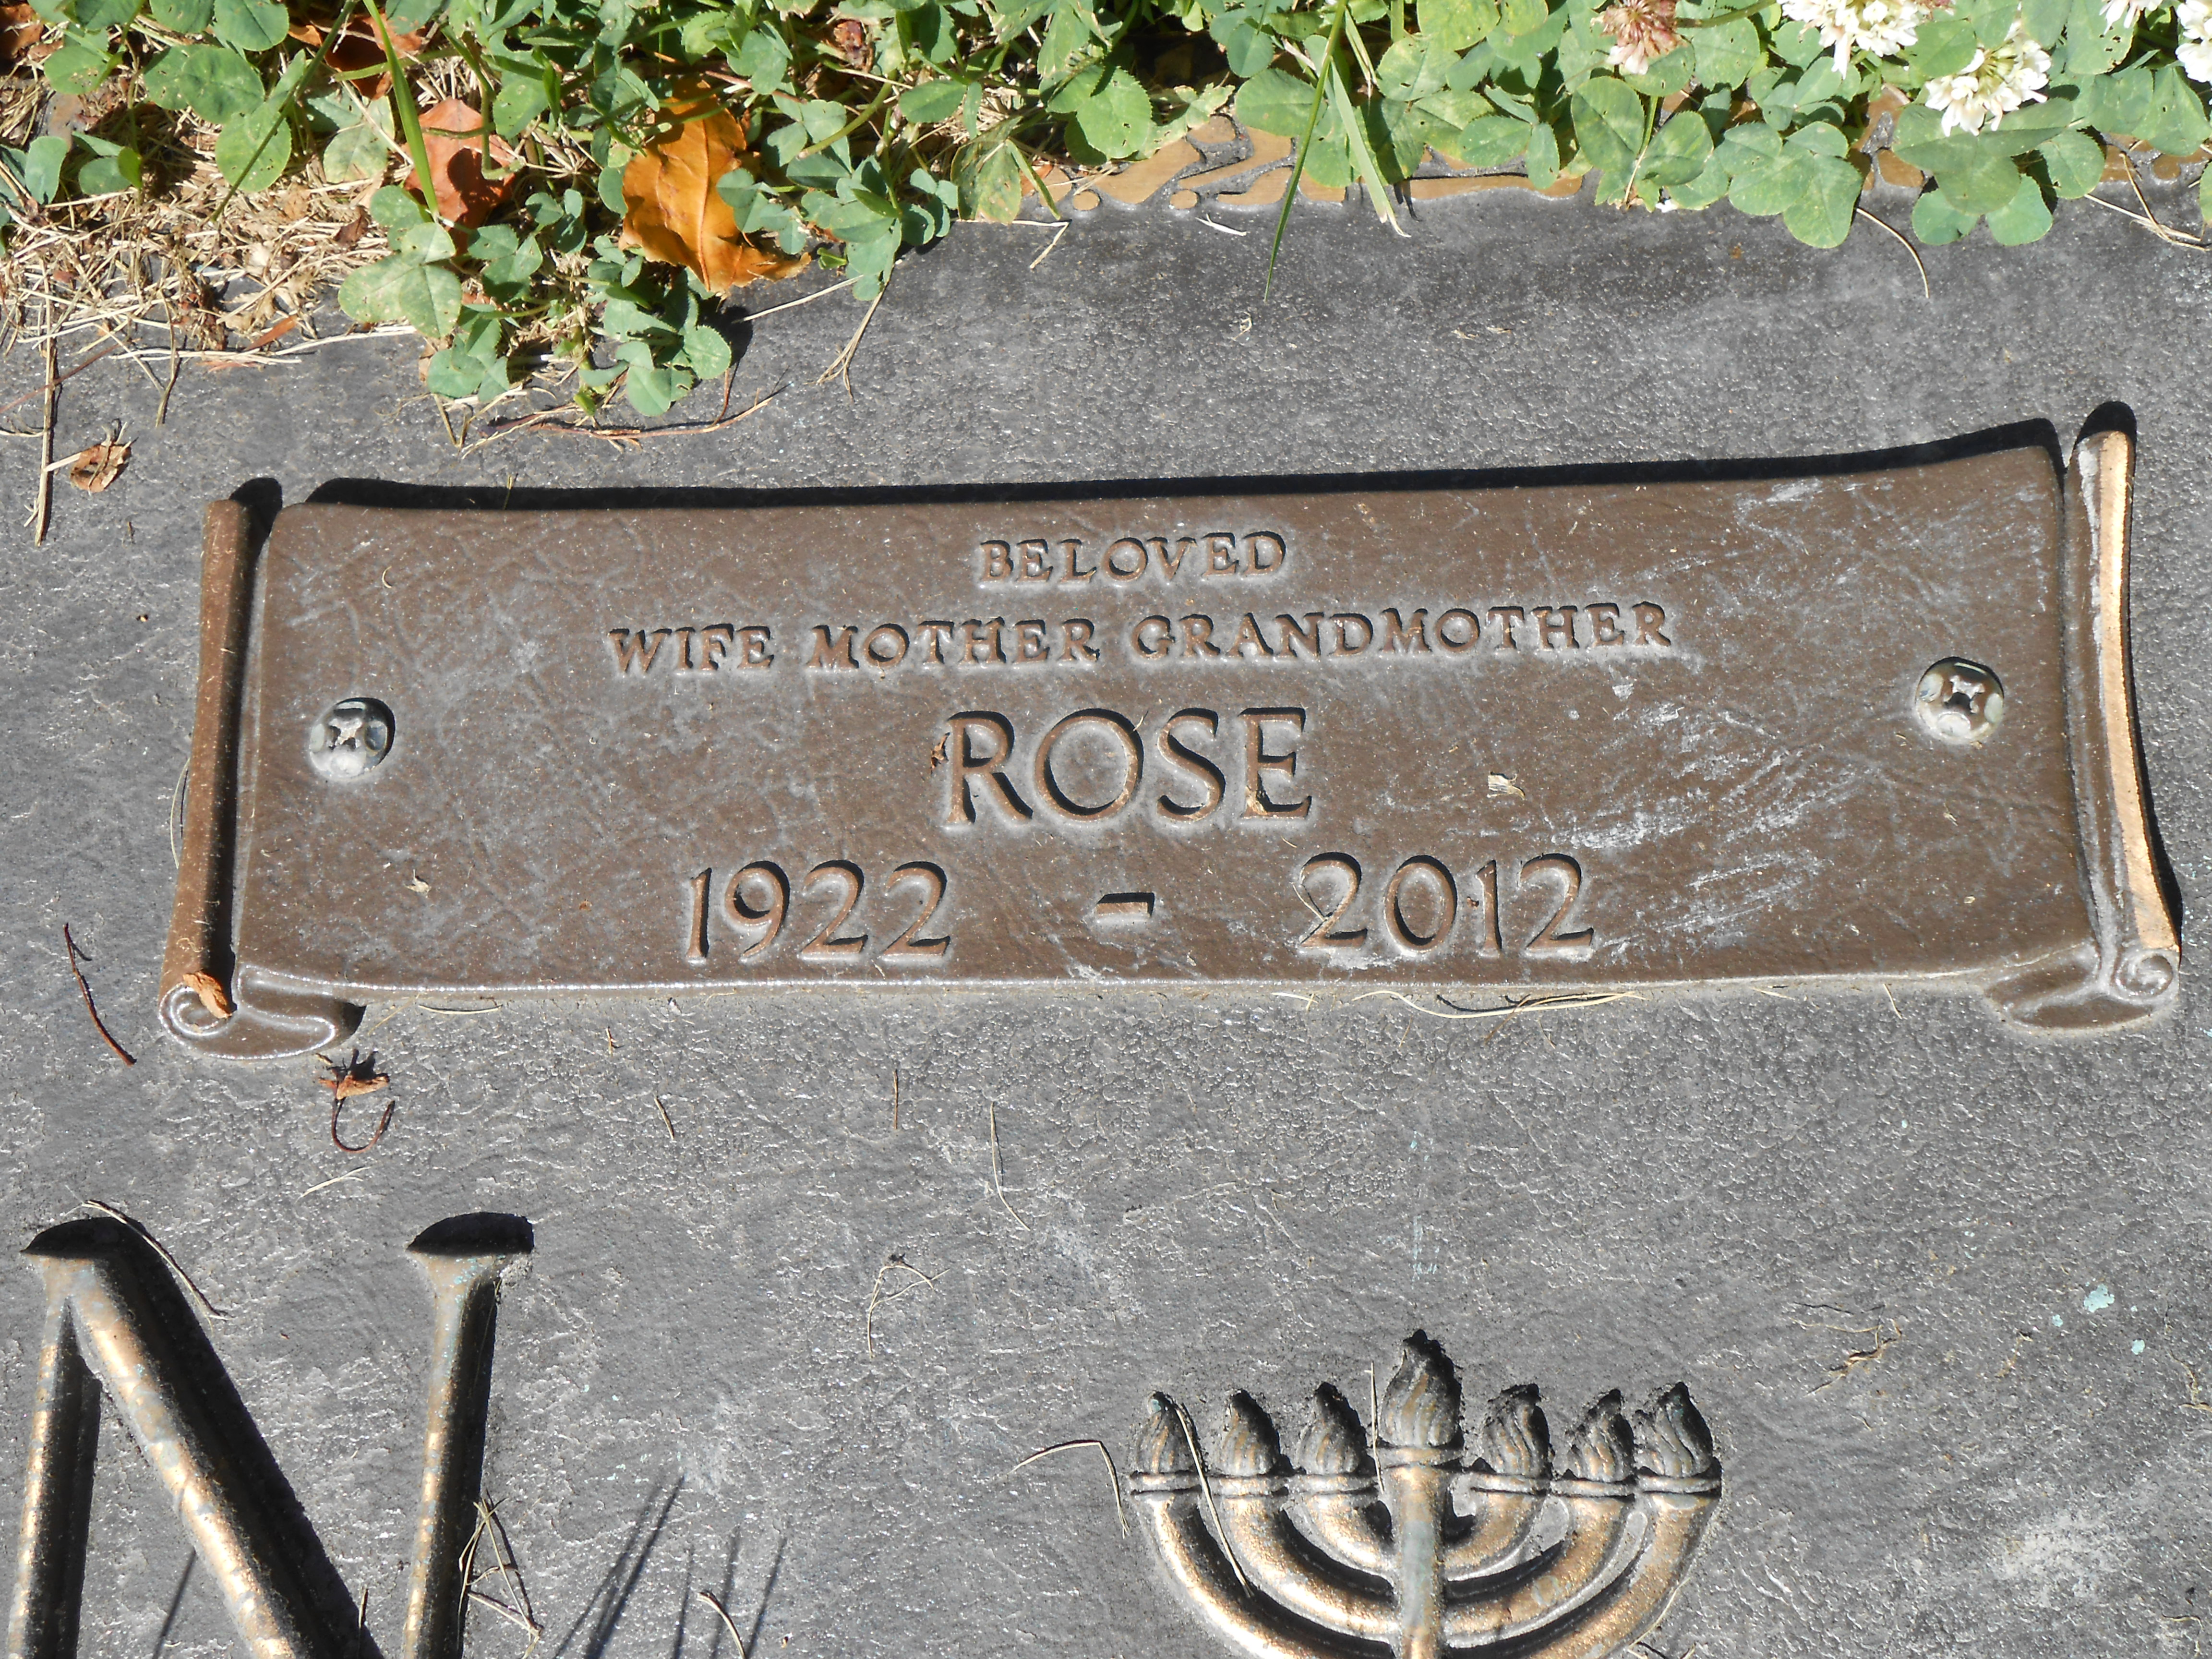 BELOVED
WIFE MOTHER GRANDMOTHER
ROSE
1922 - 2012
N